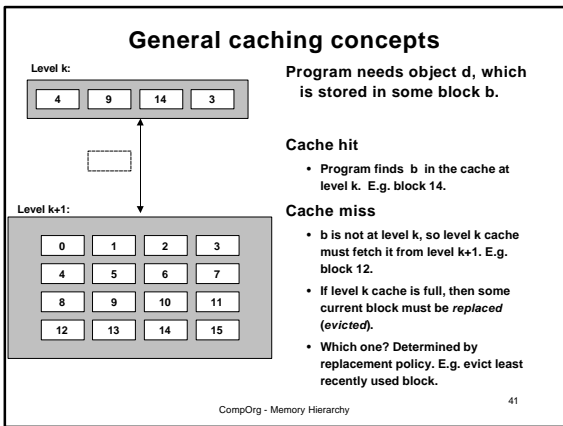 General caching concepts
Level k:
4 9 14 3
Level k+1:
0 1 2 3
4 5 6 7
8 9 10 11
12 13 14 15
Program needs object d, which
is stored in some block b.
Cache hit
• Program finds b in the cache at
level k. E.g. block 14.
Cache miss
• b is not at level k, so level k cache
must fetch it from level k+1. E.g.
block 12.
• If level k cache is full, then some
current block must be replaced
(evicted).
• Which one? Determined by
replacement policy. E.g. evict least
recently used block.
CompOrg - Memory Hierarchy
41